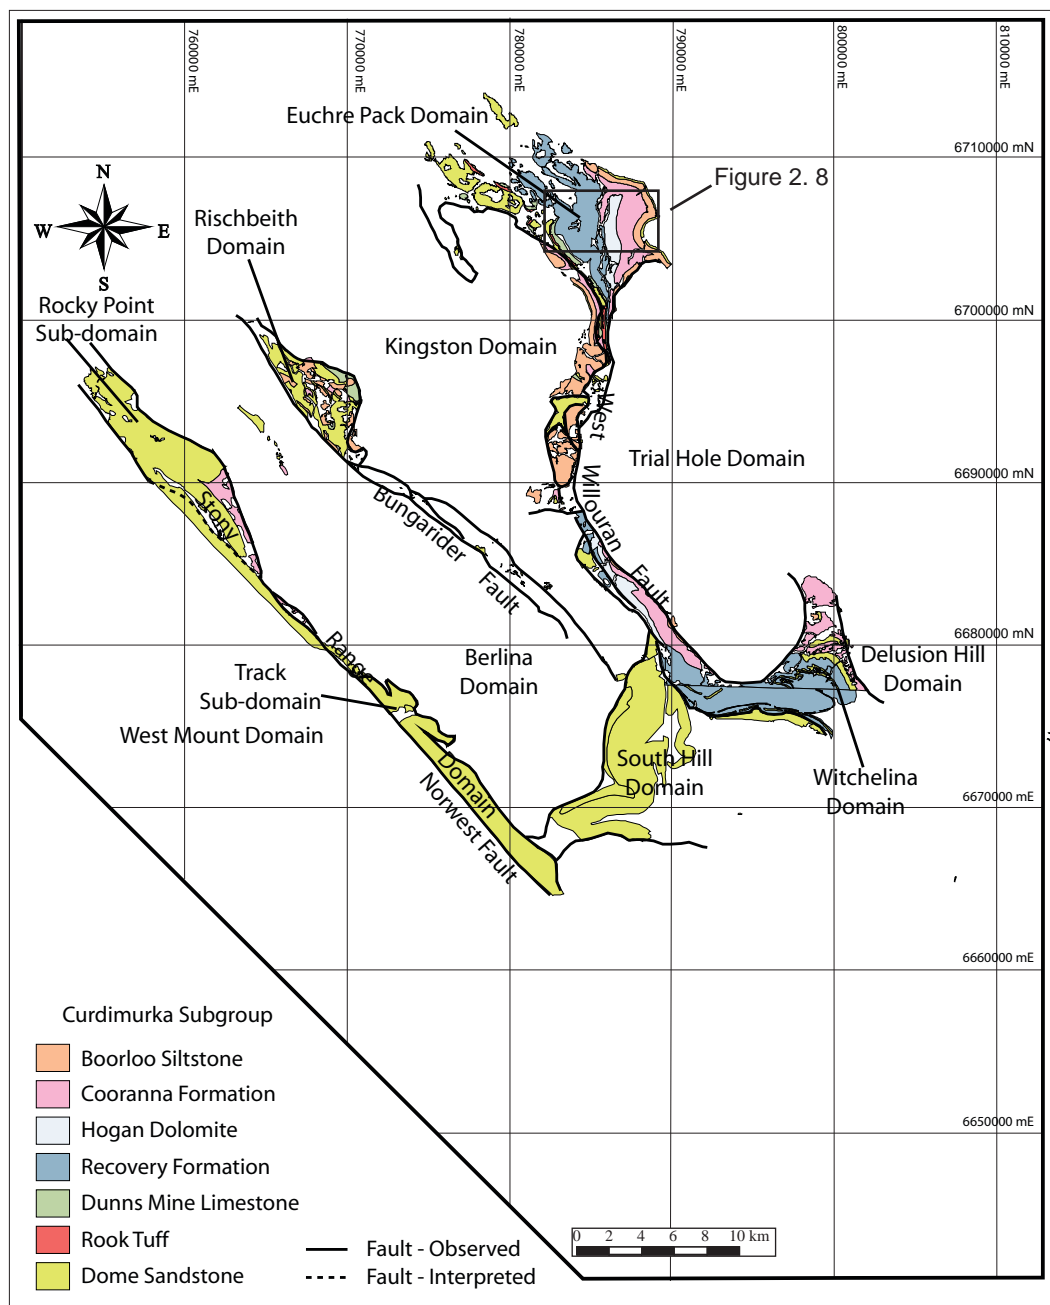 760000 mE
770000 mE
780000 mE
790000 mE
800000 mE
810000 mE
Euchre Pack Domain
6710000 mN
Figure 2. 8
N
W E
S
Rischbeith
Domain
Rocky Point
Sub-domain
6700000 mN
Kingston Domain
West
Willouran
Fault
Trial Hole Domain
6690000 mN
Stony
Range
Domain
Bungarider
Fault
6680000 mN
Delusion Hill
Domain
Berlina
Domain
Track
Sub-domain
West Mount Domain
South Hill
Domain
Witchelina
Domain
Norwest Fault
6670000 mE
6660000 mE
6650000 mE
Curdimurka Subgroup
Boorloo Siltstone
Cooranna Formation
Hogan Dolomite
Recovery Formation
Dunns Mine Limestone
Rook Tuff
Dome Sandstone
Fault - Observed
Fault - Interpreted
0 2 4 6 8 10 km